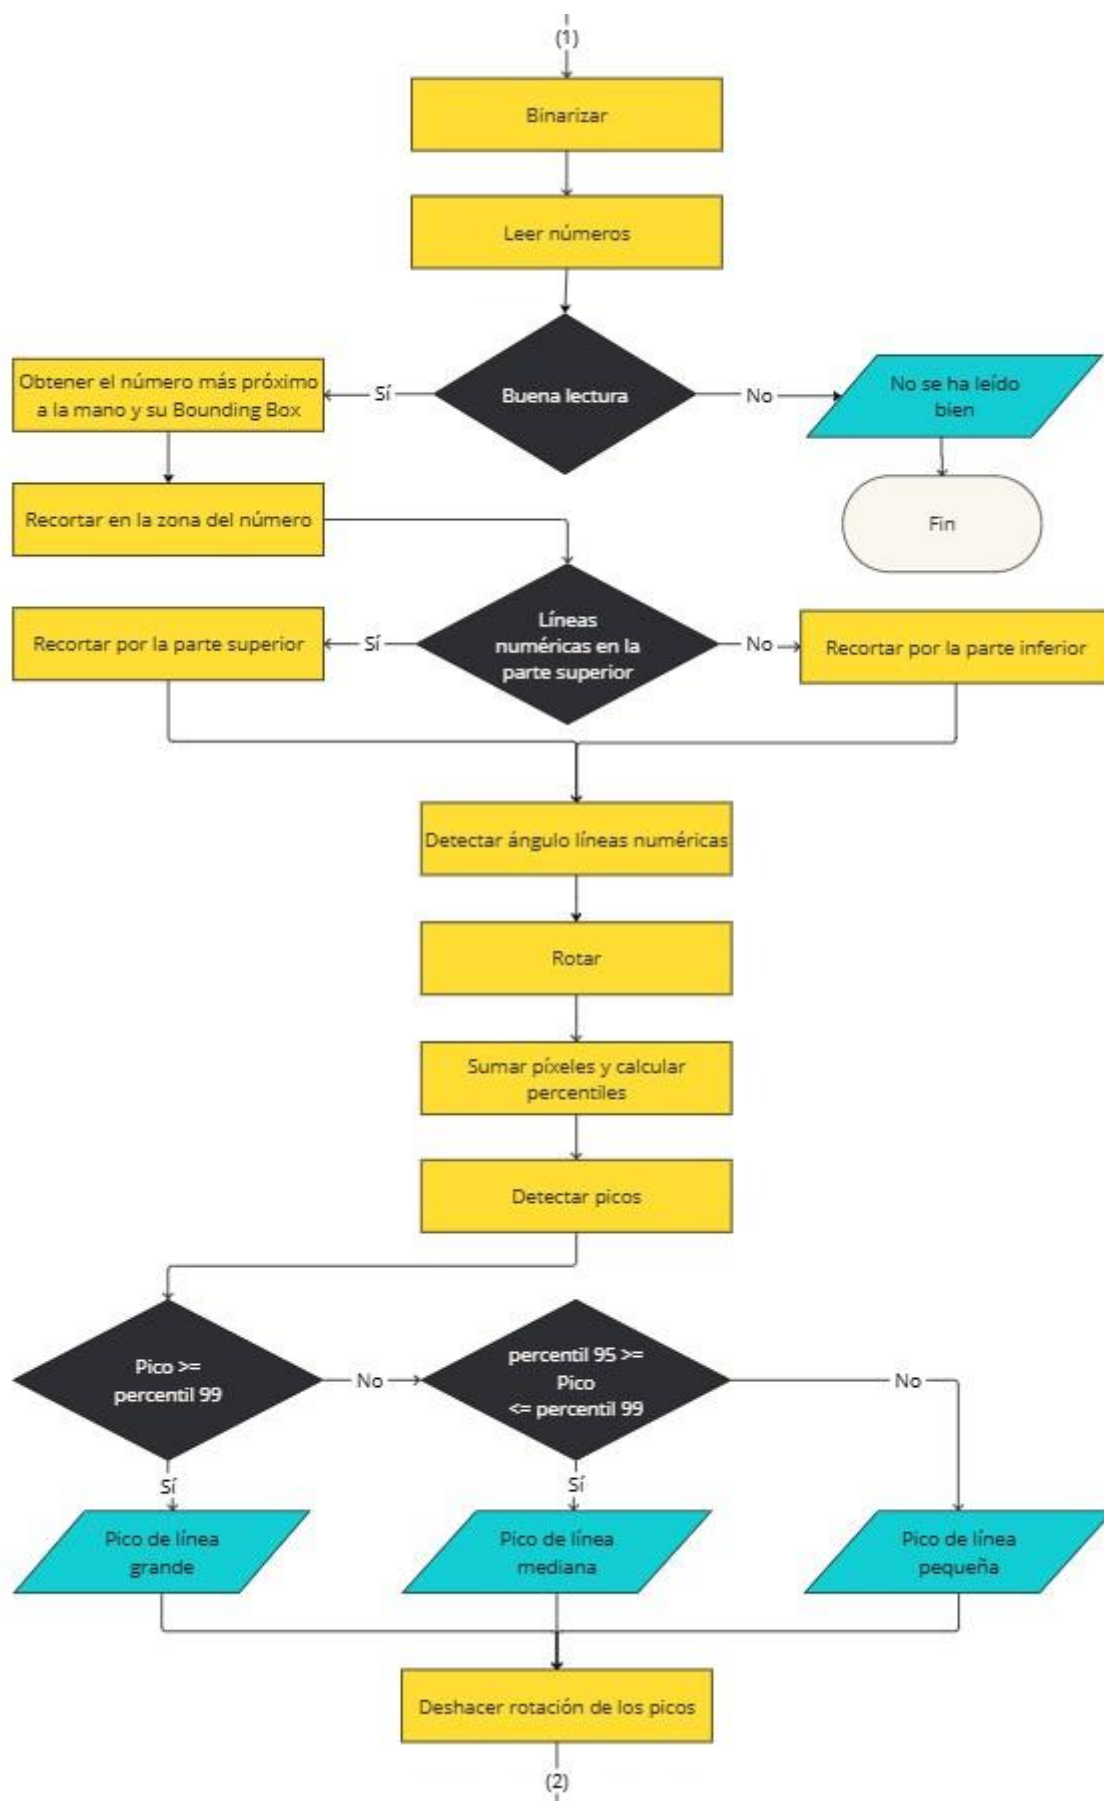 (1)
Binarizar
Leer números
Buena lectura
Sí
No
Obtener el número más próximo
a la mano y su Bounding Box
No se ha leído
bien
Recortar en la zona del número
Fin
Líneas
numéricas en la
parte superior
Sí
No
Recortar por la parte superior
Recortar por la parte inferior
Detectar ángulo líneas numéricas
Rotar
Sumar píxeles y calcular
percentiles
Detectar picos
Pico >=
percentil 99
No
percentil 95 >=
Pico
<= percentil 99
No
Sí
Sí
Pico de línea
grande
Pico de línea
mediana
Pico de línea
pequeña
Deshacer rotación de los picos
(2)